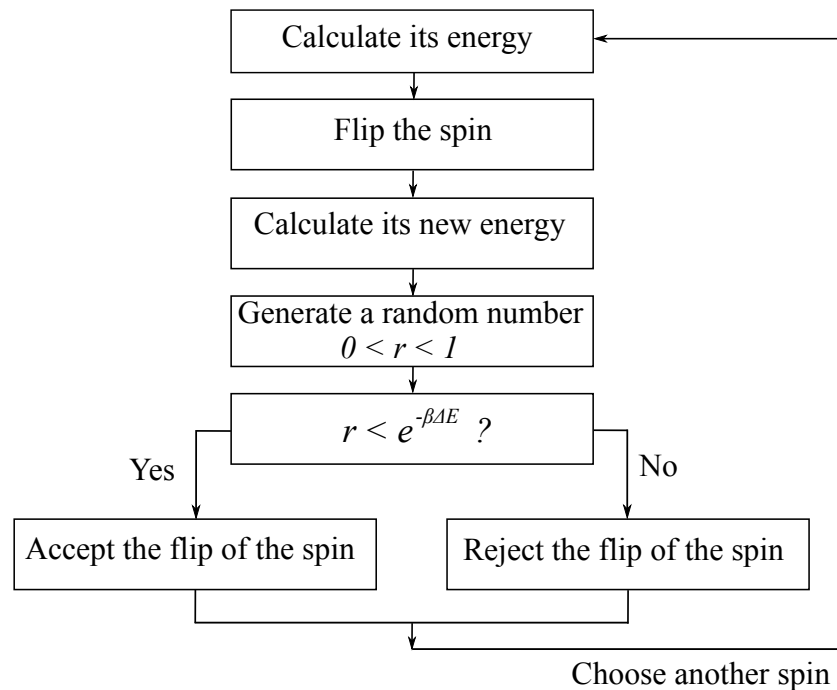 Calculate its energy
Flip the spin
Calculate its new energy
Generate a random number
0 < r < 1
r < e^{-βΔE} ?
Yes
No
Accept the flip of the spin
Reject the flip of the spin
Choose another spin